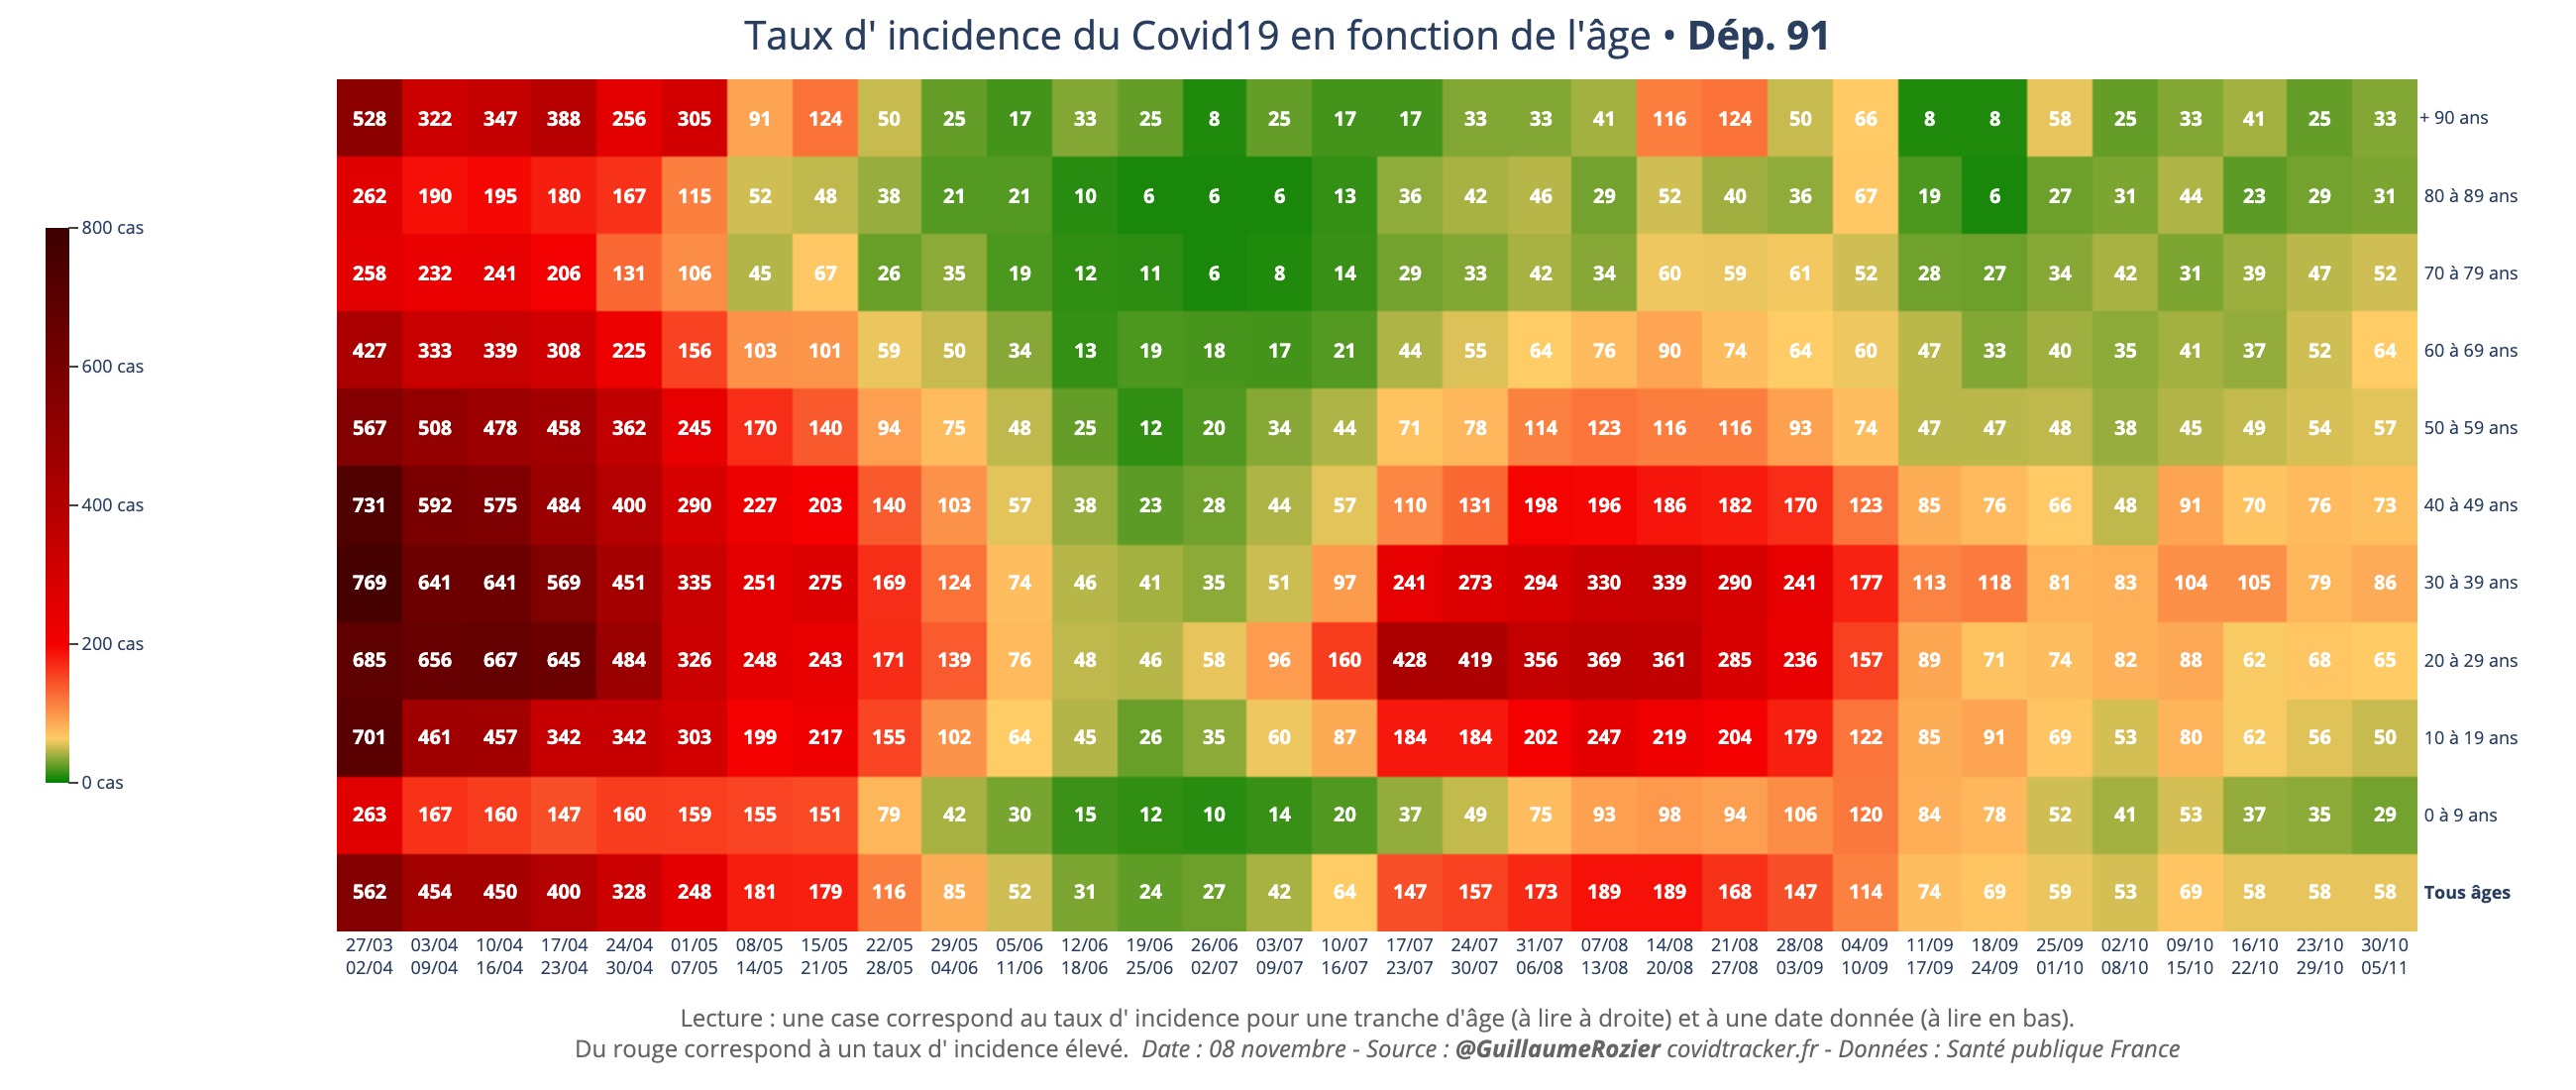 Taux d' incidence du Covid19 en fonction de l'âge • Dép. 91
800 cas
600 cas
400 cas
200 cas
0 cas
528 322 347 388 256 305 91 124 50 25 17 33 25 8 25 17 17 33 33 41 116 124 50 66 8 8 58 25 33 41 25 33 + 90 ans
262 190 195 180 167 115 52 48 38 21 21 10 6 6 6 13 36 42 46 29 52 40 36 67 19 6 27 31 44 23 29 31 80 à 89 ans
258 232 241 206 131 106 45 67 26 35 19 12 11 6 8 14 29 33 42 34 60 59 61 52 28 27 34 42 31 39 47 52 70 à 79 ans
427 333 339 308 225 156 103 101 59 50 34 13 19 18 17 21 44 55 64 76 90 74 64 60 47 33 40 35 41 37 52 64 60 à 69 ans
567 508 478 458 362 245 170 140 94 75 48 25 12 20 34 44 71 78 114 123 116 116 93 74 47 47 48 38 45 49 54 57 50 à 59 ans
731 592 575 484 400 290 227 203 140 103 57 38 23 28 44 57 110 131 198 196 186 182 170 123 85 76 66 48 91 70 76 73 40 à 49 ans
769 641 641 569 451 335 251 275 169 124 74 46 41 35 51 97 241 273 294 330 339 290 241 177 113 118 81 83 104 105 79 86 30 à 39 ans
685 656 667 645 484 326 248 243 171 139 76 48 46 58 96 160 428 419 356 369 361 285 236 157 89 71 74 82 88 62 68 65 20 à 29 ans
701 461 457 342 342 303 199 217 155 102 64 45 26 35 60 87 184 184 202 247 219 204 179 122 85 91 69 53 80 62 56 50 10 à 19 ans
263 167 160 147 160 159 155 151 79 42 30 15 12 10 14 20 37 49 75 93 98 94 106 120 84 78 52 41 53 37 35 29 0 à 9 ans
562 454 450 400 328 248 181 179 116 85 52 31 24 27 42 64 147 157 173 189 189 168 147 114 74 69 59 53 69 58 58 58 Tous âges
27/03 03/04 10/04 17/04 24/04 01/05 08/05 15/05 22/05 29/05 05/06 12/06 19/06 26/06 03/07 10/07 17/07 24/07 31/07 07/08 14/08 21/08 28/08 04/09 11/09 18/09 25/09 02/10 09/10 16/10 23/10 30/10
02/04 09/04 16/04 23/04 30/04 07/05 14/05 21/05 28/05 04/06 11/06 18/06 25/06 02/07 09/07 16/07 23/07 30/07 06/08 13/08 20/08 27/08 03/09 10/09 17/09 24/09 01/10 08/10 15/10 22/10 29/10 05/11
Lecture : une case correspond au taux d' incidence pour une tranche d'âge (à lire à droite) et à une date donnée (à lire en bas).
Du rouge correspond à un taux d' incidence élevé. Date : 08 novembre - Source : @GuillaumeRozier covidtracker.fr - Données : Santé publique France